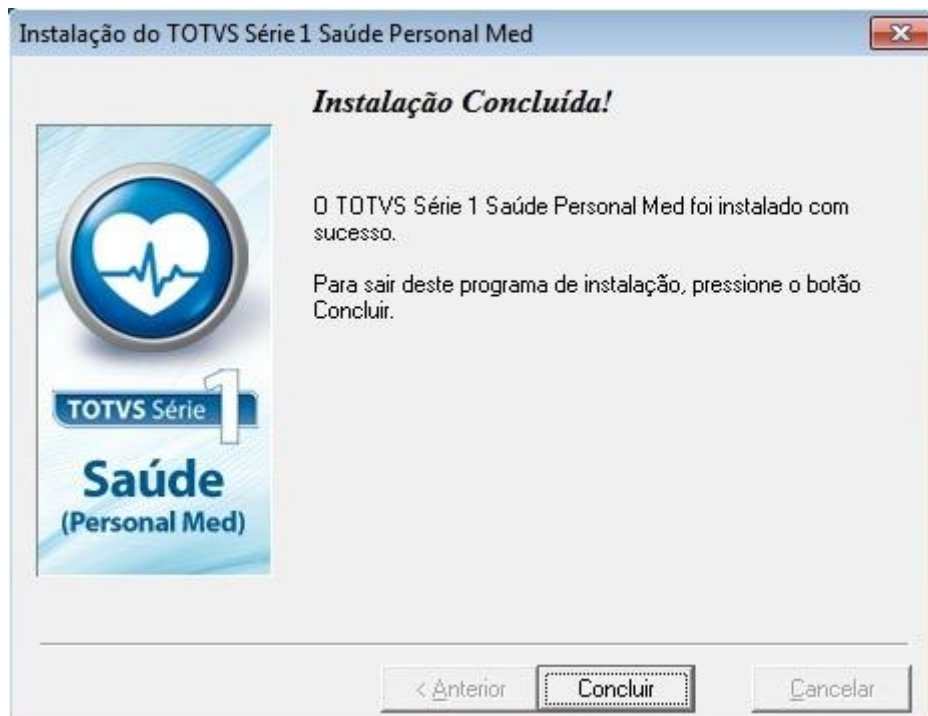 Instalação do TOTVS Série 1 Saúde Personal Med
Instalação Concluída!
O TOTVS Série 1 Saúde Personal Med foi instalado com
sucesso.
Para sair deste programa de instalação, pressione o botão
Concluir.
TOTVS Série 1
Saúde
(Personal Med)
< Anterior
Concluir
Cancelar